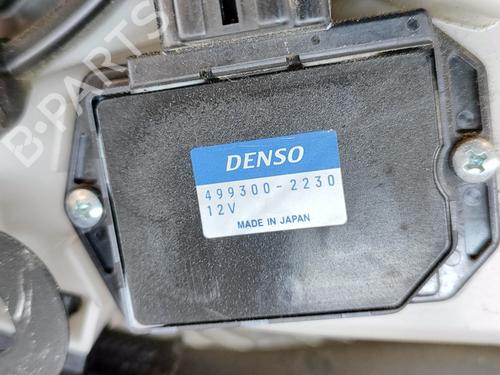 B-PARTS
DENSO
499300-2230
12V
MADE IN JAPAN